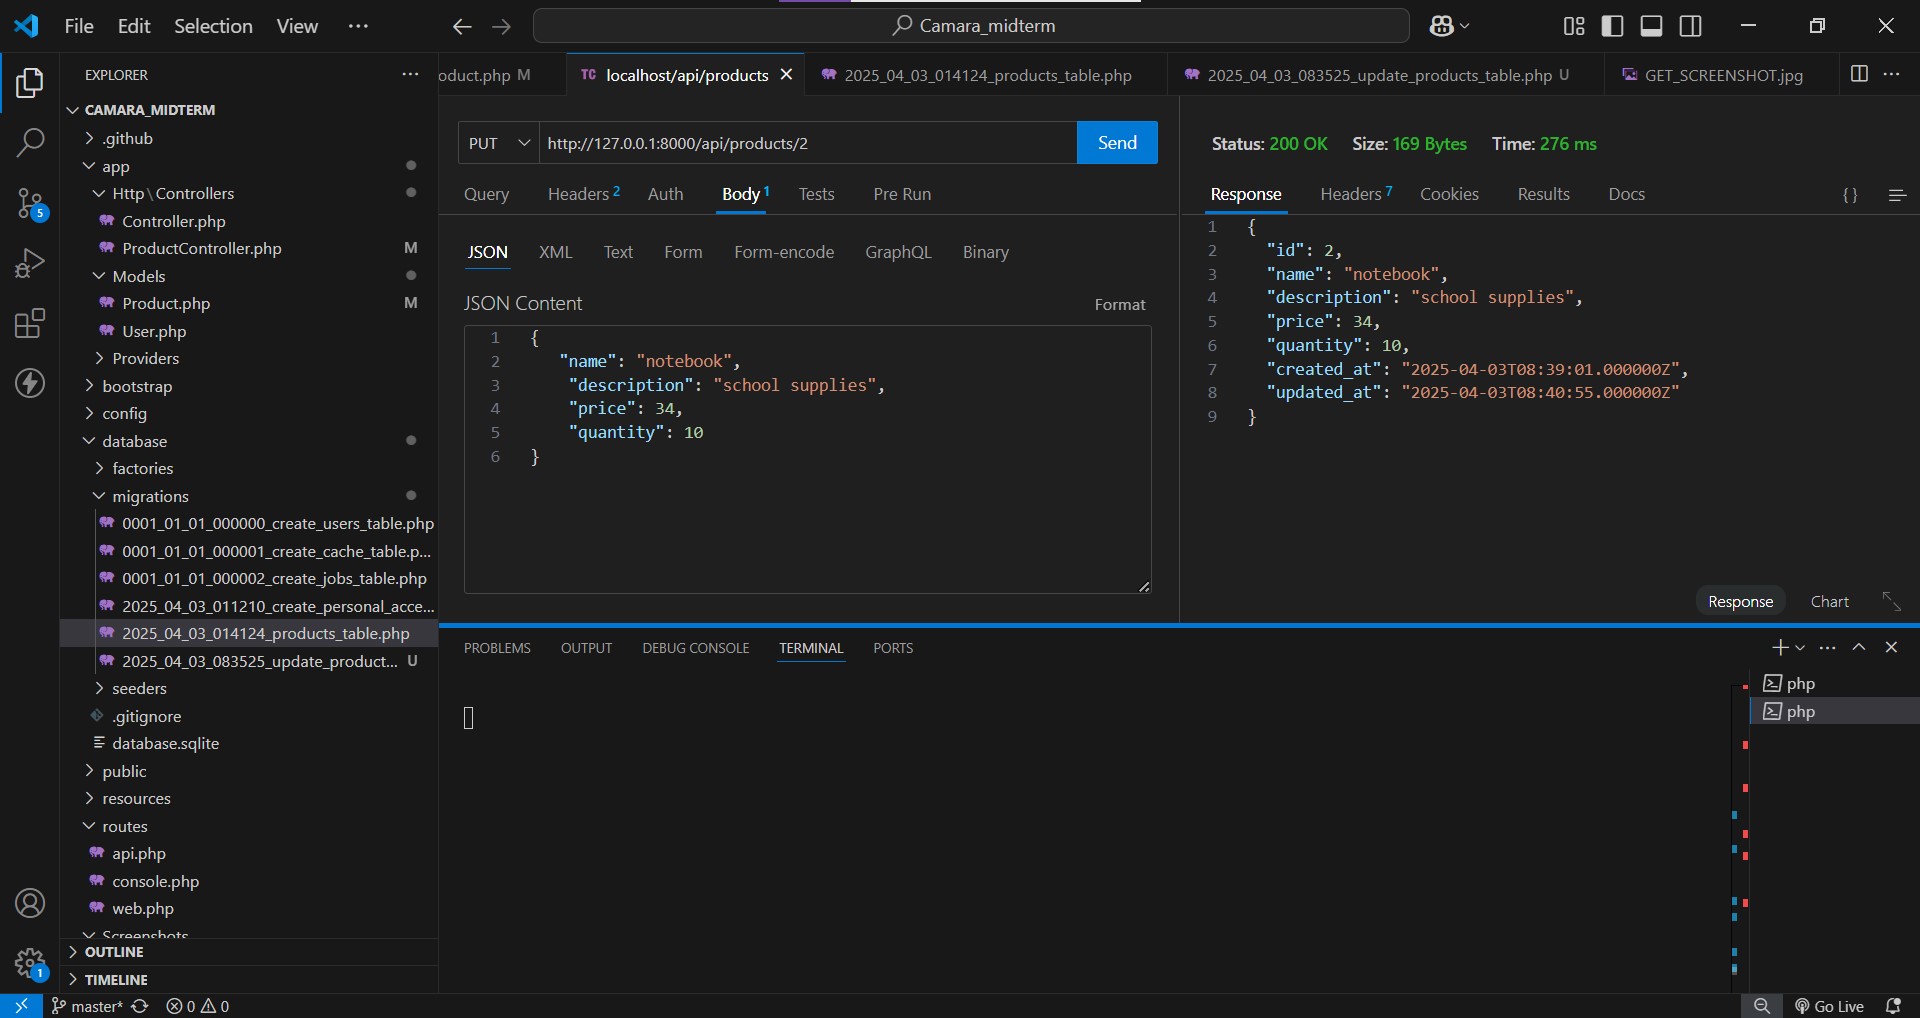 File Edit Selection View ···
Camara_midterm
EXPLORER
CAMARA_MIDTERM
.github
app
Http\Controllers
Controller.php
ProductController.php M
Models
Product.php M
User.php
Providers
bootstrap
config
database
factories
migrations
0001_01_01_000000_create_users_table.php
0001_01_01_000001_create_cache_table.p...
0001_01_01_000002_create_jobs_table.php
2025_04_03_011210_create_personal_acce...
2025_04_03_014124_products_table.php
2025_04_03_083525_update_product... U
seeders
.gitignore
database.sqlite
public
resources
routes
api.php
console.php
web.php
Screenshots
OUTLINE
TIMELINE
5
1
oduct.php M
TC localhost/api/products
2025_04_03_014124_products_table.php
2025_04_03_083525_update_products_table.php U
GET_SCREENSHOT.jpg
PUT http://127.0.0.1:8000/api/products/2 Send
Query Headers 2 Auth Body 1 Tests Pre Run
JSON XML Text Form Form-encode GraphQL Binary
JSON Content Format
1 {
2 "name": "notebook",
3 "description": "school supplies",
4 "price": 34,
5 "quantity": 10
6 }
Status: 200 OK Size: 169 Bytes Time: 276 ms
Response Headers 7 Cookies Results Docs {}
1 {
2 "id": 2,
3 "name": "notebook",
4 "description": "school supplies",
5 "price": 34,
6 "quantity": 10,
7 "created_at": "2025-04-03T08:39:01.000000Z",
8 "updated_at": "2025-04-03T08:40:55.000000Z"
9 }
Response Chart
PROBLEMS OUTPUT DEBUG CONSOLE TERMINAL PORTS
php
php
master* 0 0 Go Live